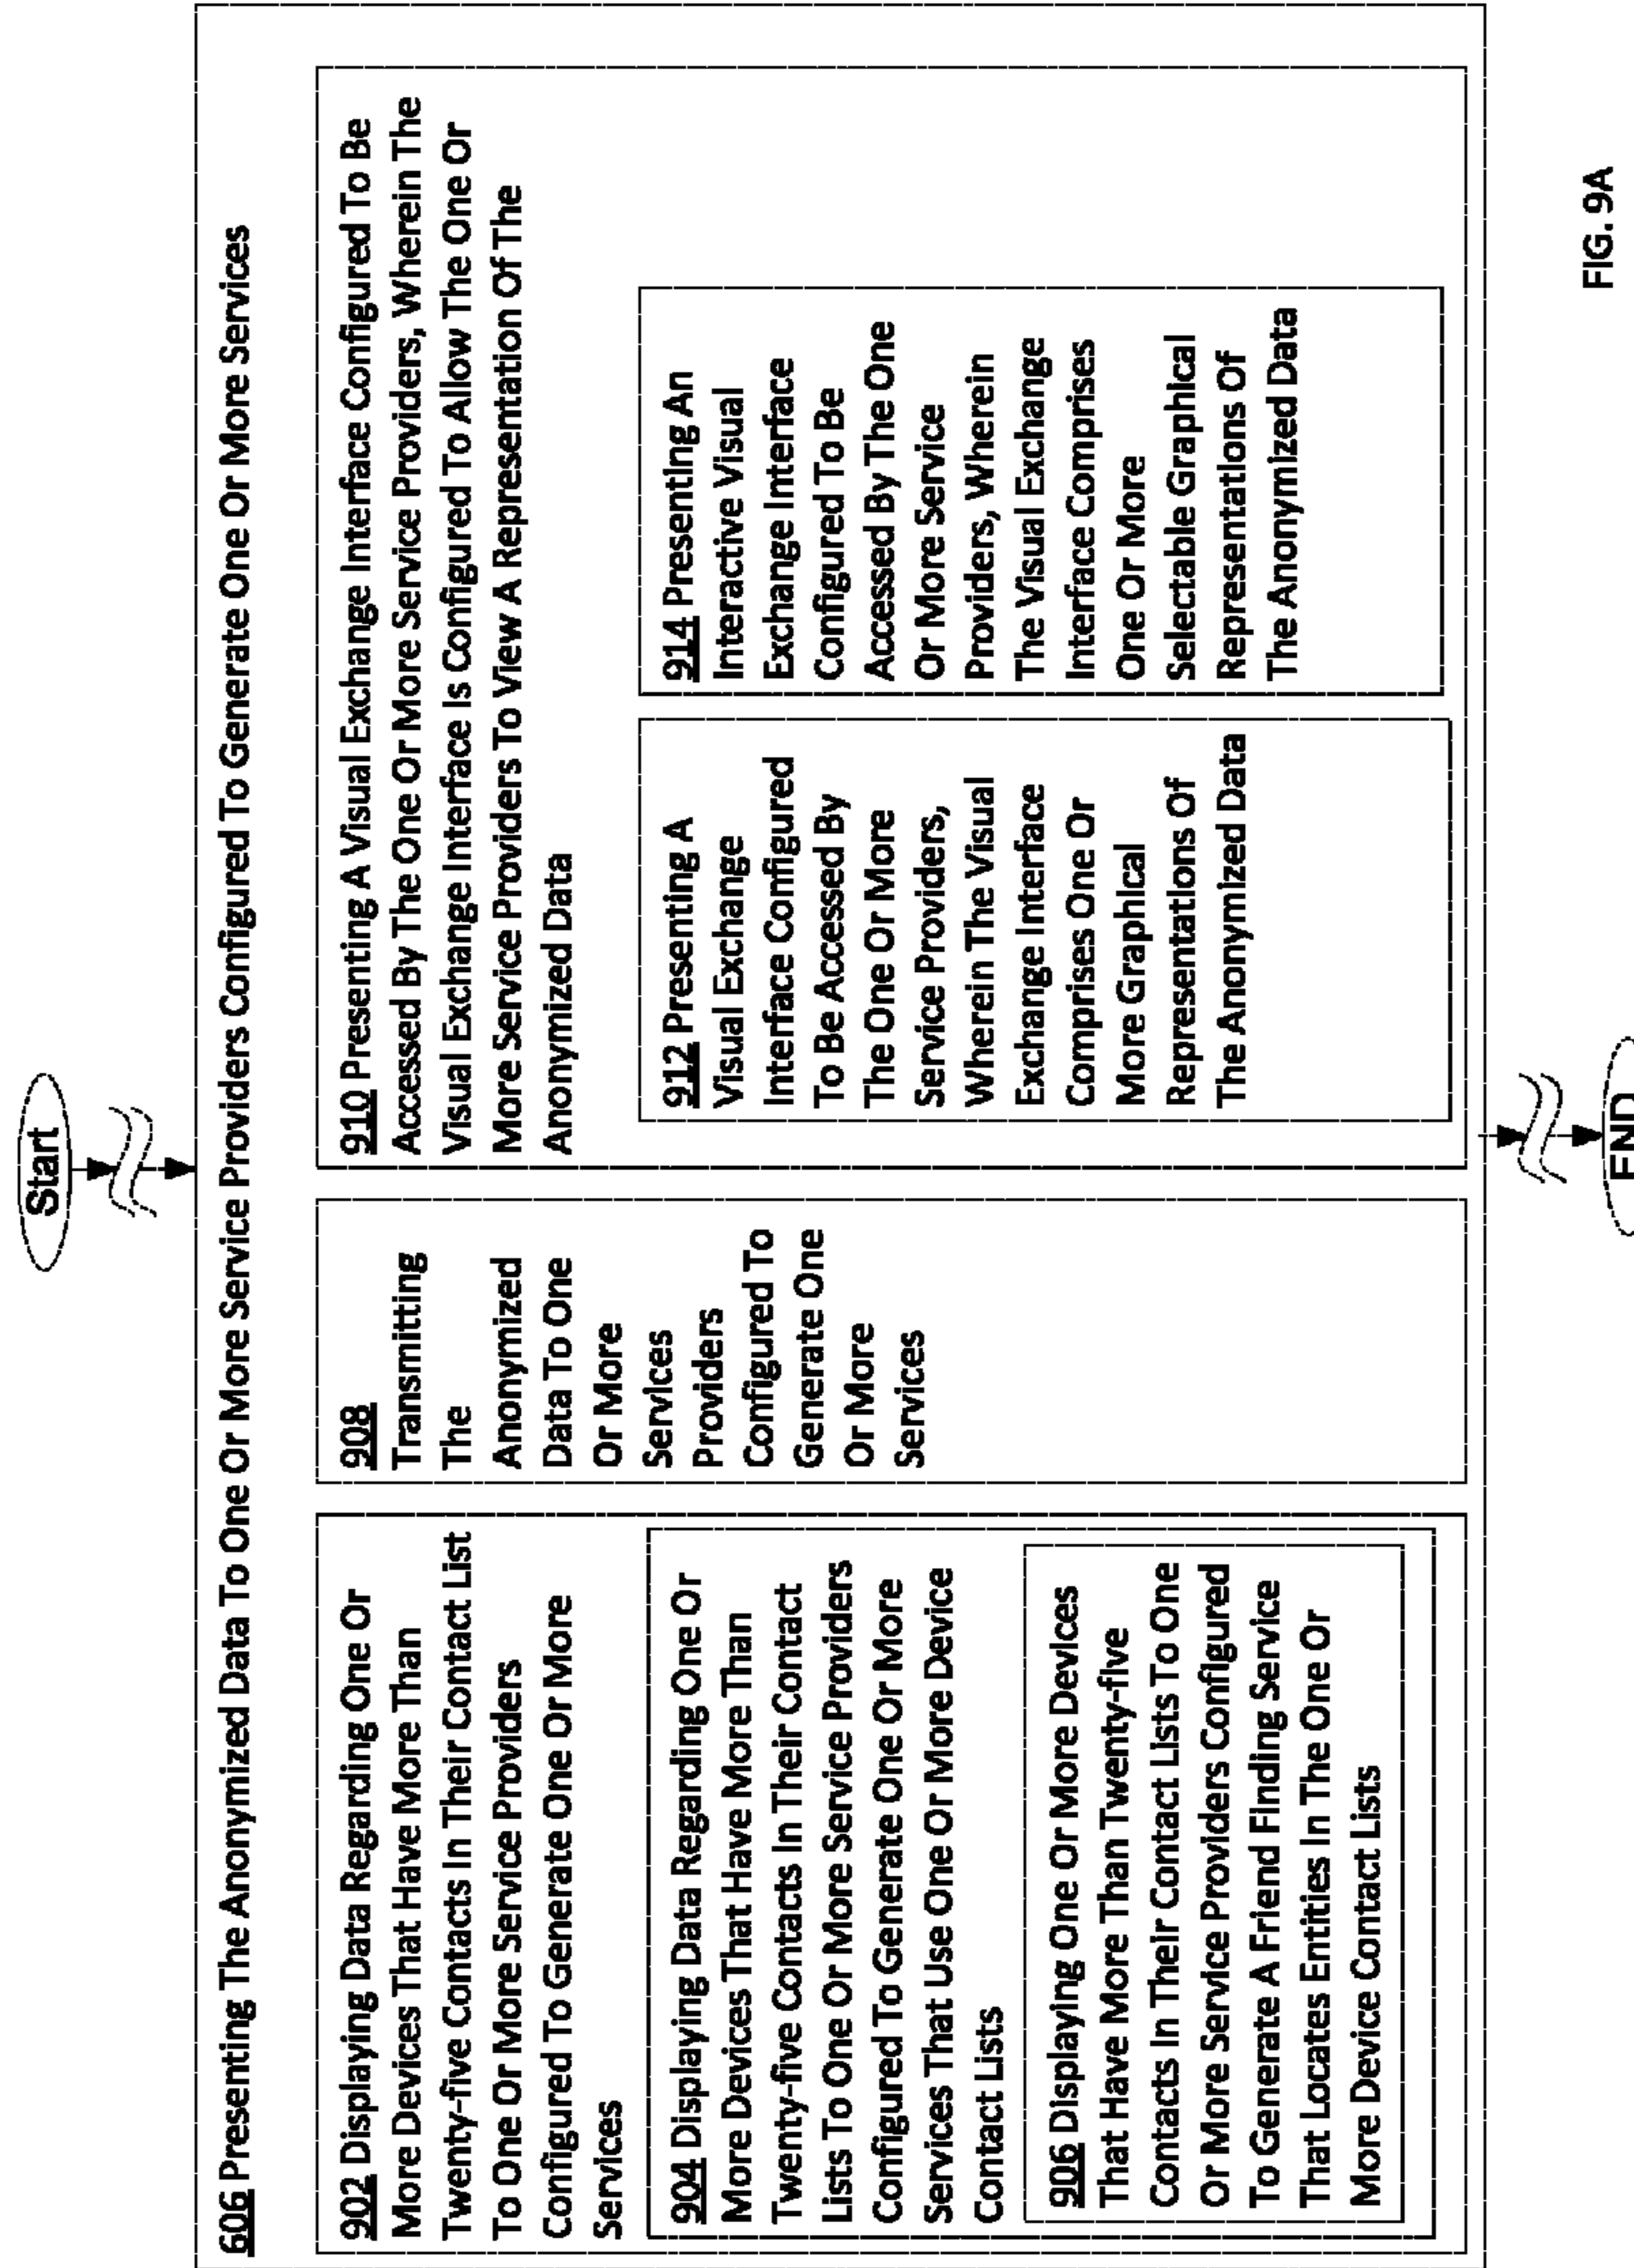 Start
606 Presenting The Anonymized Data To One Or More Service Providers Configured To Generate One Or More Services
902 Displaying Data Regarding One Or
More Devices That Have More Than
Twenty-five Contacts In Their Contact List
To One Or More Service Providers
Configured To Generate One Or More
Services
904 Displaying Data Regarding One Or
More Devices That Have More Than
Twenty-five Contacts In Their Contact
Lists To One Or More Service Providers
Configured To Generate One Or More
Services That Use One Or More Device
Contact Lists
906 Displaying One Or More Devices
That Have More Than Twenty-five
Contacts In Their Contact Lists To One
Or More Service Providers Configured
To Generate A Friend Finding Service
That Locates Entities In The One Or
More Device Contact Lists
908
Transmitting
The
Anonymized
Data To One
Or More
Services
Providers
Configured To
Generate One
Or More
Services
910 Presenting A Visual Exchange Interface Configured To Be
Accessed By The One Or More Service Providers, Wherein The
Visual Exchange Interface Is Configured To Allow The One Or
More Service Providers To View A Representation Of The
Anonymized Data
912 Presenting A
Visual Exchange
Interface Configured
To Be Accessed By
The One Or More
Service Providers,
Wherein The Visual
Exchange Interface
Comprises One Or
More Graphical
Representations Of
The Anonymized Data
914 Presenting An
Interactive Visual
Exchange Interface
Configured To Be
Accessed By The One
Or More Service
Providers, Wherein
The Visual Exchange
Interface Comprises
One Or More
Selectable Graphical
Representations Of
The Anonymized Data
END
FIG. 9A